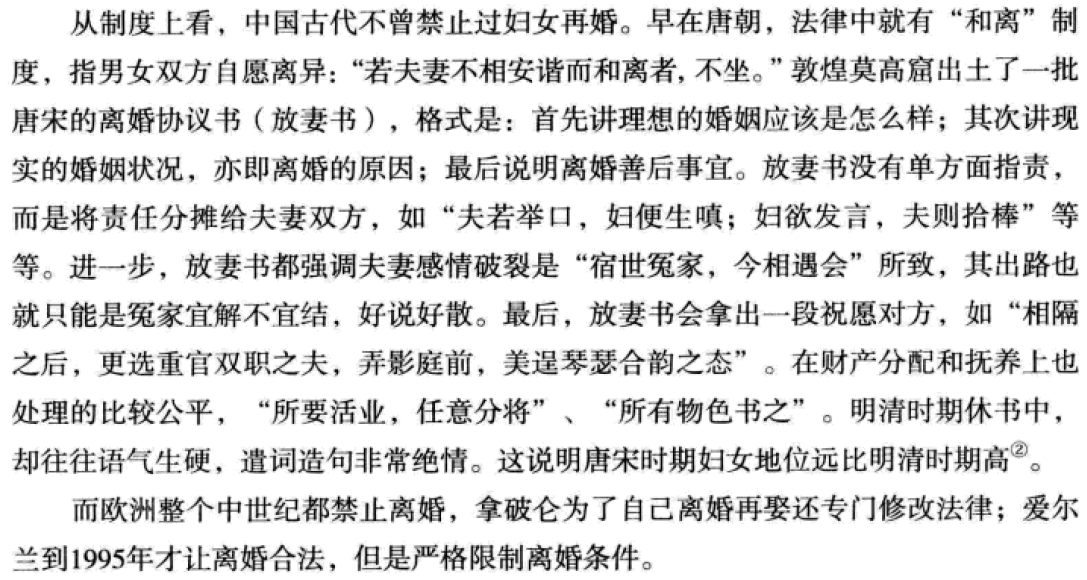 从制度上看，中国古代不曾禁止过妇女再婚。早在唐朝，法律中就有“和离”制
度，指男女双方自愿离异：“若夫妻不相安谐而和离者，不坐。”敦煌莫高窟出土了一批
唐宋的离婚协议书（放妻书），格式是：首先讲理想的婚姻应该是怎么样；其次讲现
实的婚姻状况，亦即离婚的原因；最后说明离婚善后事宜。放妻书没有单方面指责，
而是将责任分摊给夫妻双方，如“夫若举口，妇便生嗔；妇欲发言，夫则拾棒”等
等。进一步，放妻书都强调夫妻感情破裂是“宿世冤家，今相遇会”所致，其出路也
就只能是冤家宜解不宜结，好说好散。最后，放妻书会拿出一段祝愿对方，如“相隔
之后，更选重官双职之夫，弄影庭前，美逞琴瑟合韵之态”。在财产分配和抚养上也
处理的比较公平，“所要活业，任意分将”、“所有物色书之”。明清时期休书中，
却往往语气生硬，遣词造句非常绝情。这说明唐宋时期妇女地位远比明清时期高②。
而欧洲整个中世纪都禁止离婚，拿破仑为了自己离婚再娶还专门修改法律；爱尔
兰到1995年才让离婚合法，但是严格限制离婚条件。